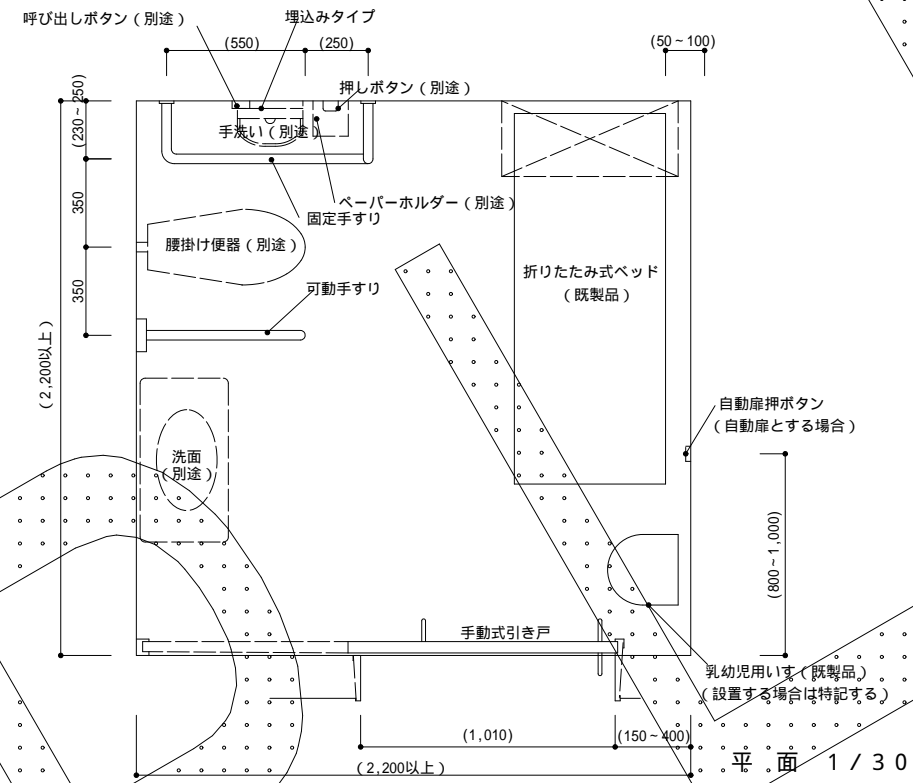 呼び出しボタン（別途）
埋込みタイプ
(550)
(250)
(50~100)
(230~250)
押しボタン（別途）
手洗い（別途）
350
ペーパーホルダー（別途）
固定手すり
腰掛け便器（別途）
折りたたみ式ベッド
（既製品）
350
可動手すり
(2,200以上)
自動扉押ボタン
（自動扉とする場合）
洗面
（別途）
(800~1,000)
手動式引き戸
乳幼児用いす（既製品）
（設置する場合は特記する）
(1,010)
(150~400)
(2,200以上)
平 面 1/30